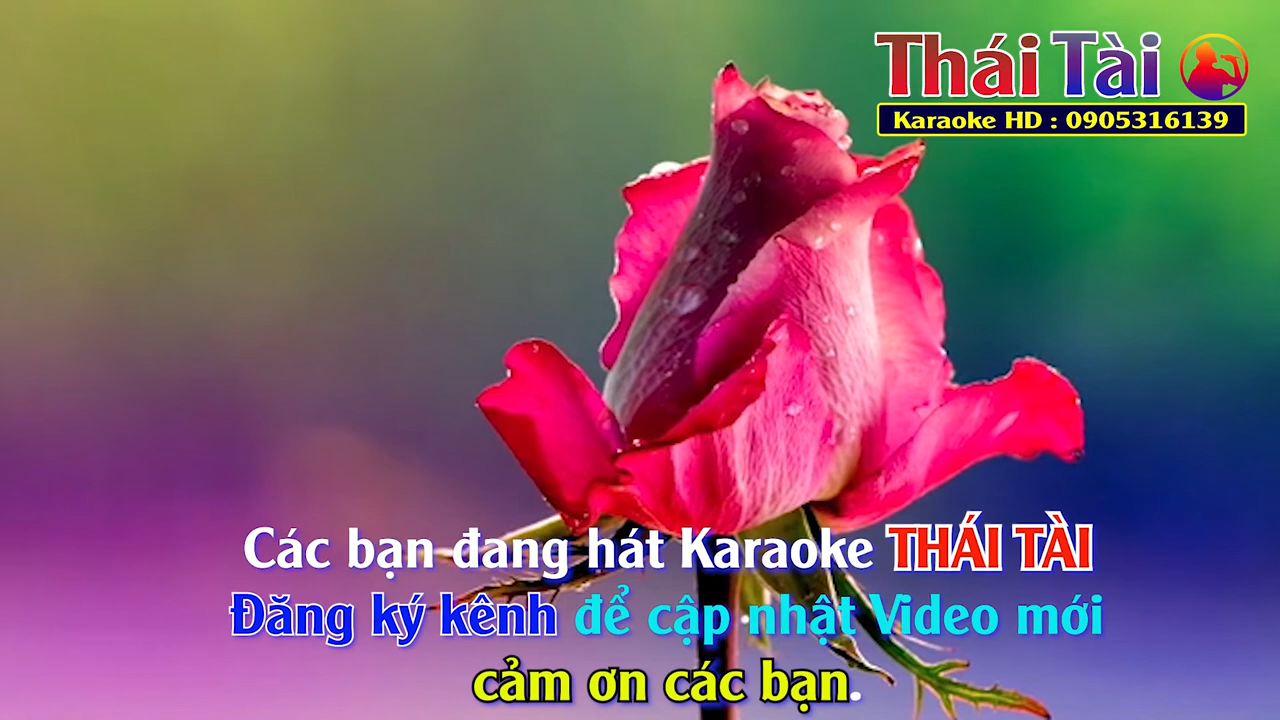 Thái Tài
Karaoke HD : 0905316139
Các bạn đang hát Karaoke THÁI TÀI
Đăng ký kênh để cập nhật Video mới
cảm ơn các bạn.